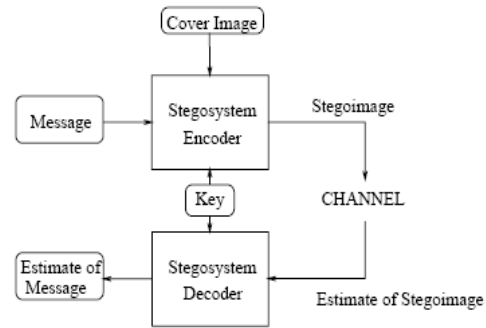 Cover Image
Stegosystem
Encoder
Stegoimage
Message
Key
CHANNEL
Stegosystem
Decoder
Estimate of
Message
Estimate of Stegoimage